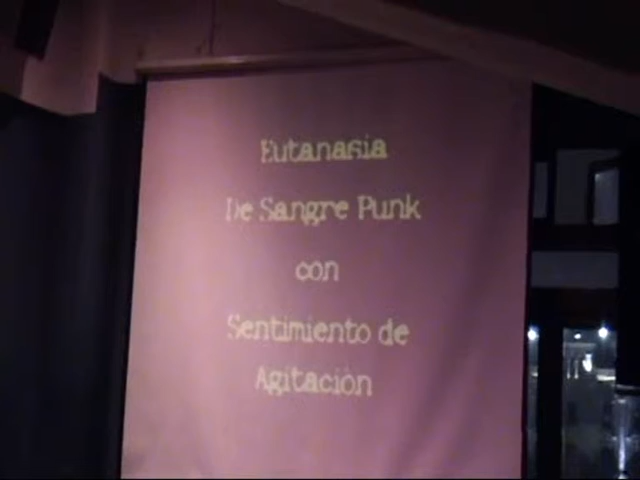 Eutanasia
De Sangre Punk
con
Sentimiento de
Agitación